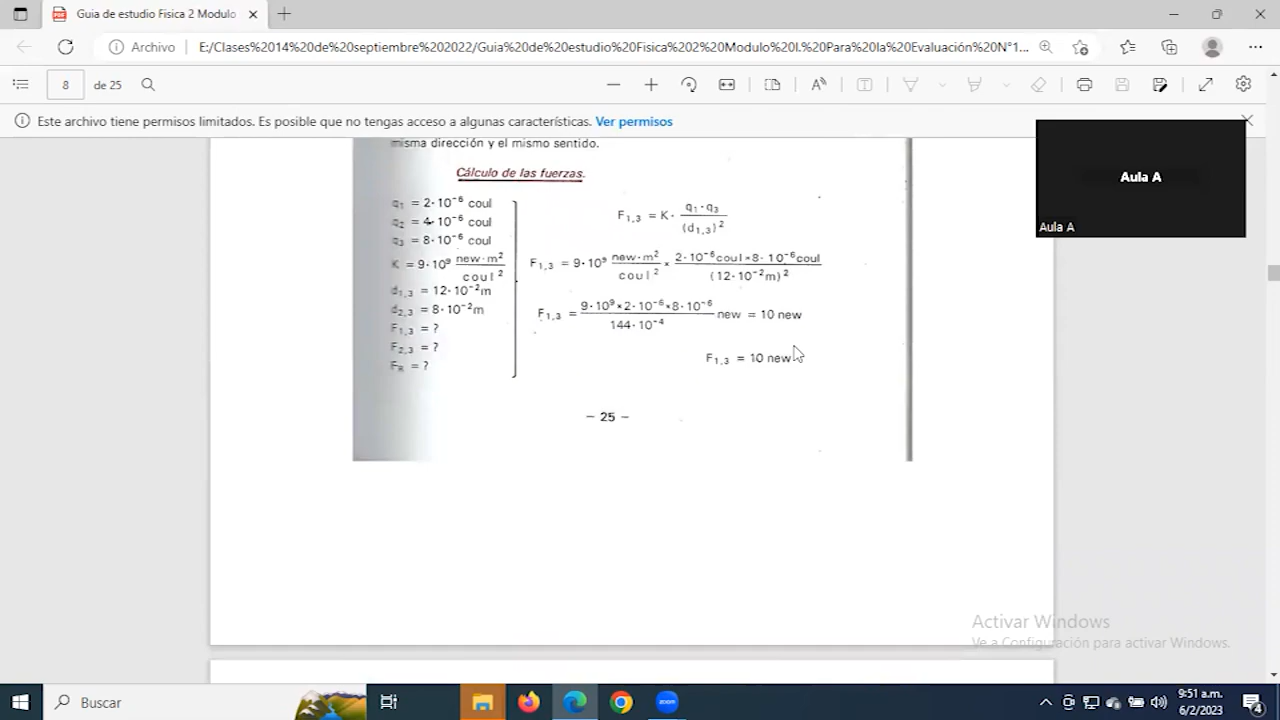 Guia de estudio Fisica 2 Modulo
Archivo
E:/Clases%2014%20de%20septiembre%202022/Guia%20de%20estudio%20Fisica%202%20Modulo%20I.%20Para%20la%20Evaluación%20N°1...
8 de 25
Este archivo tiene permisos limitados. Es posible que no tengas acceso a algunas características. Ver permisos
misma dirección y el mismo sentido.
Cálculo de las fuerzas.
q₁ = 2·10⁻⁶ coul
q₂ = 4·10⁻⁶ coul
q₃ = 8·10⁻⁶ coul
K = 9·10⁹ new·m² / coul²
d₁,₃ = 12·10⁻²m
d₂,₃ = 8·10⁻²m
F₁,₃ = ?
F₂,₃ = ?
F_R = ?
F₁,₃ = K· q₁·q₃ / (d₁,₃)²
F₁,₃ = 9·10⁹ new·m² / coul² × 2·10⁻⁶coul×8·10⁻⁶coul / (12·10⁻²m)²
F₁,₃ = 9·10⁹×2·10⁻⁶×8·10⁻⁶ / 144·10⁻⁴ new = 10 new
F₁,₃ = 10 new
– 25 –
Aula A
Aula A
Activar Windows
Ve a Configuración para activar Windows.
Buscar
zoom
9:51 a.m.
6/2/2023
4